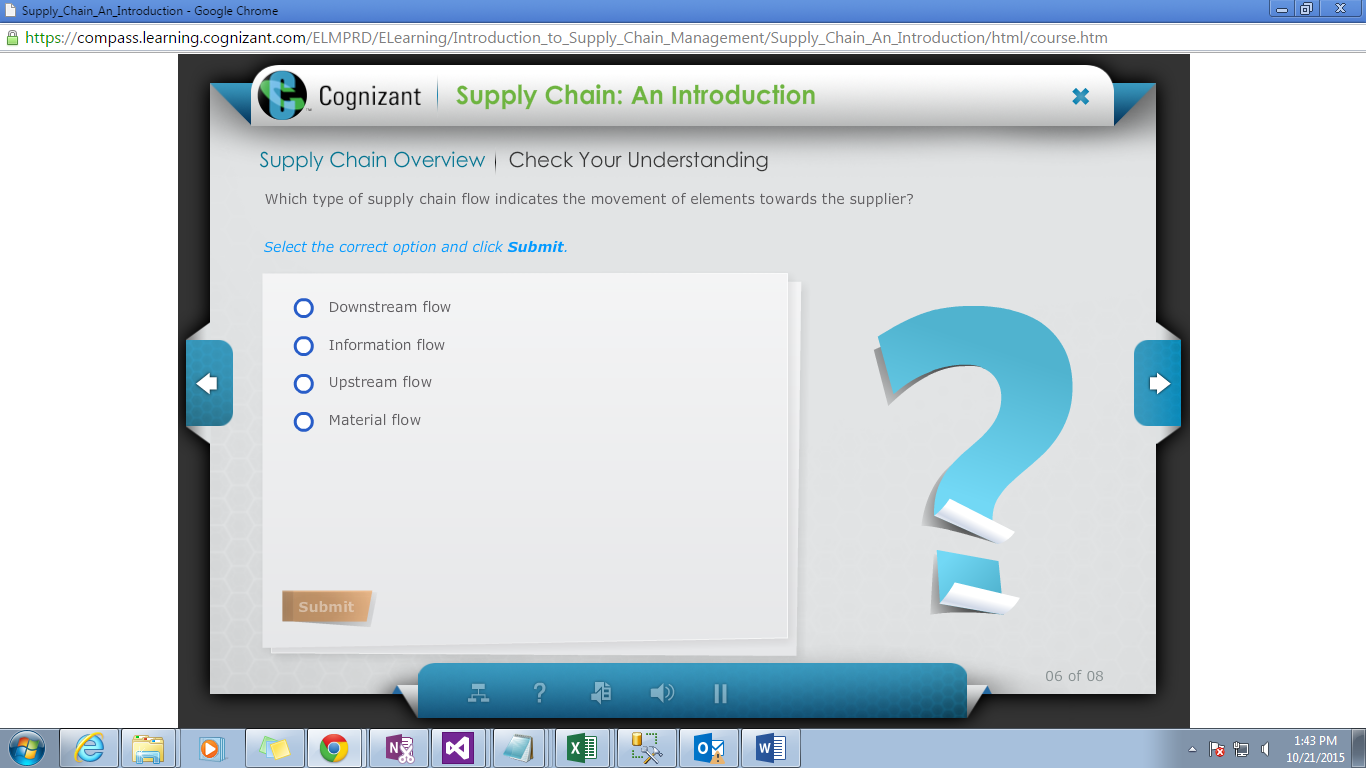 Supply_Chain_An_Introduction - Google Chrome
https://compass.learning.cognizant.com/ELMPRD/ELearning/Introduction_to_Supply_Chain_Management/Supply_Chain_An_Introduction/html/course.htm
Cognizant Supply Chain: An Introduction
Supply Chain Overview | Check Your Understanding
Which type of supply chain flow indicates the movement of elements towards the supplier?
Select the correct option and click Submit.
Downstream flow
Information flow
Upstream flow
Material flow
Submit
06 of 08
1:43 PM
10/21/2015